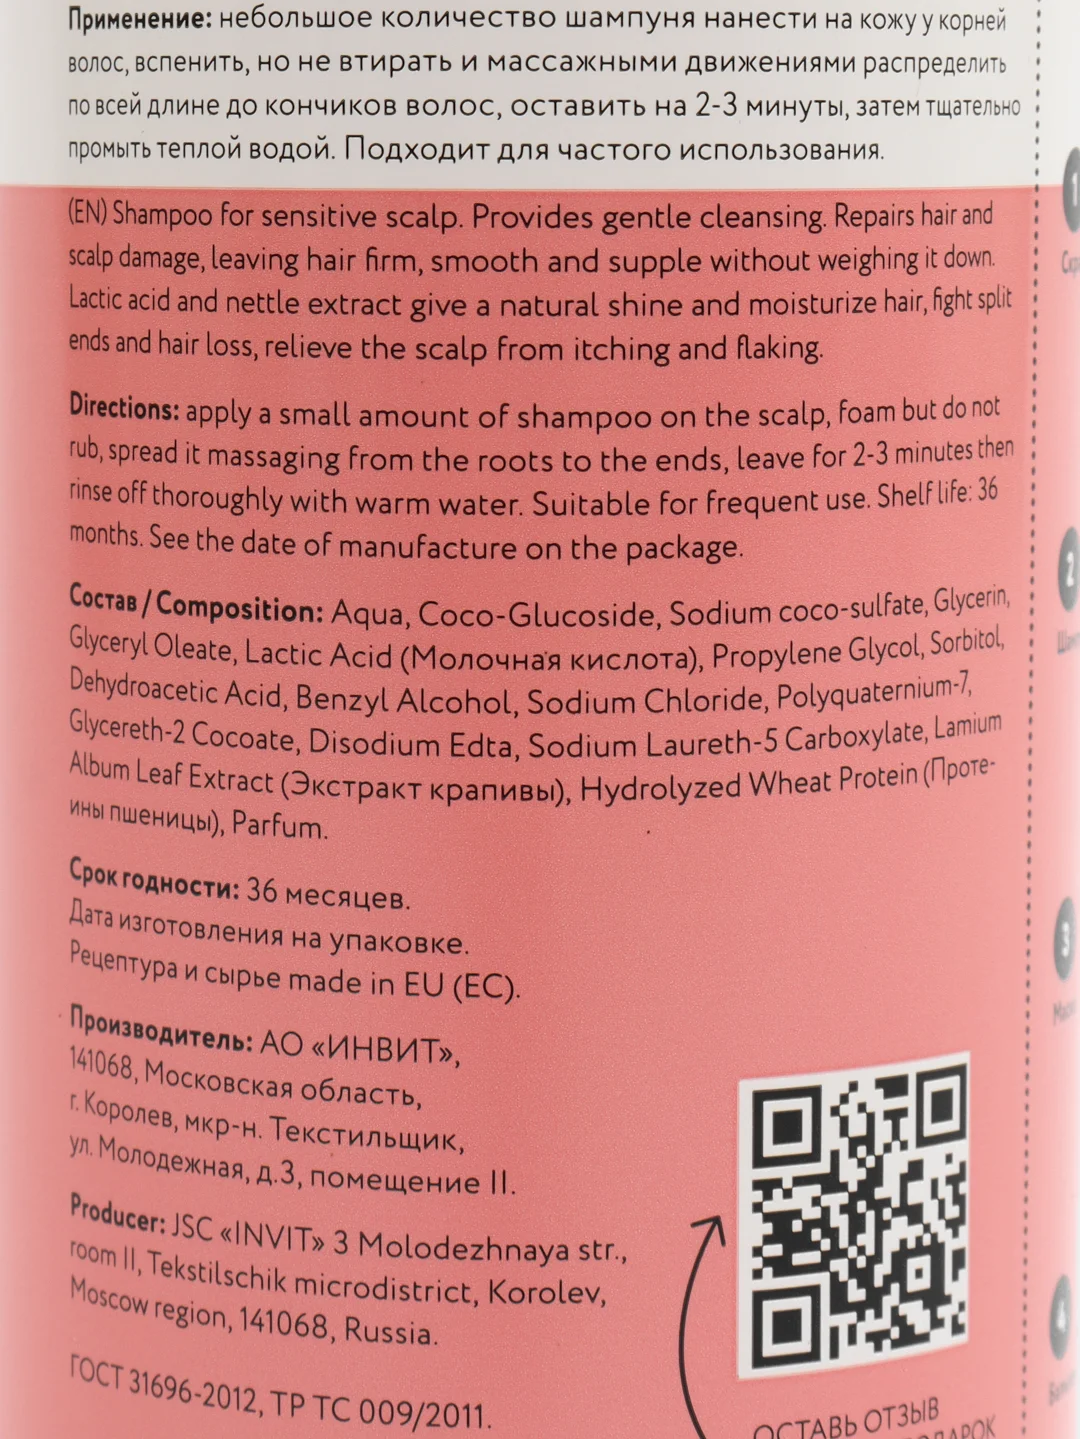 Применение: небольшое количество шампуня нанести на кожу у корней
волос, вспенить, но не втирать и массажными движениями распределить
по всей длине до кончиков волос, оставить на 2-3 минуты, затем тщательно
промыть теплой водой. Подходит для частого использования.
(EN) Shampoo for sensitive scalp. Provides gentle cleansing. Repairs hair and
scalp damage, leaving hair firm, smooth and supple without weighing it down.
Lactic acid and nettle extract give a natural shine and moisturize hair, fight split
ends and hair loss, relieve the scalp from itching and flaking.
Directions: apply a small amount of shampoo on the scalp, foam but do not
rub, spread it massaging from the roots to the ends, leave for 2-3 minutes then
rinse off thoroughly with warm water. Suitable for frequent use. Shelf life: 36
months. See the date of manufacture on the package.
Состав / Composition: Aqua, Coco-Glucoside, Sodium coco-sulfate, Glycerin,
Glyceryl Oleate, Lactic Acid (Молочная кислота), Propylene Glycol, Sorbitol,
Dehydroacetic Acid, Benzyl Alcohol, Sodium Chloride, Polyquaternium-7,
Glycereth-2 Cocoate, Disodium Edta, Sodium Laureth-5 Carboxylate, Lamium
Album Leaf Extract (Экстракт крапивы), Hydrolyzed Wheat Protein (Проте-
ины пшеницы), Parfum.
Срок годности: 36 месяцев.
Дата изготовления на упаковке.
Рецептура и сырье made in EU (ЕС).
Производитель: АО «ИНВИТ»,
141068, Московская область,
г. Королев, мкр-н. Текстильщик,
ул. Молодежная, д.3, помещение II.
Producer: JSC «INVIT» 3 Molodezhnaya str.,
room II, Tekstilschik microdistrict, Korolev,
Moscow region, 141068, Russia.
ГОСТ 31696-2012, ТР ТС 009/2011.
ОСТАВЬ ОТЗЫВ
1
2
3
4